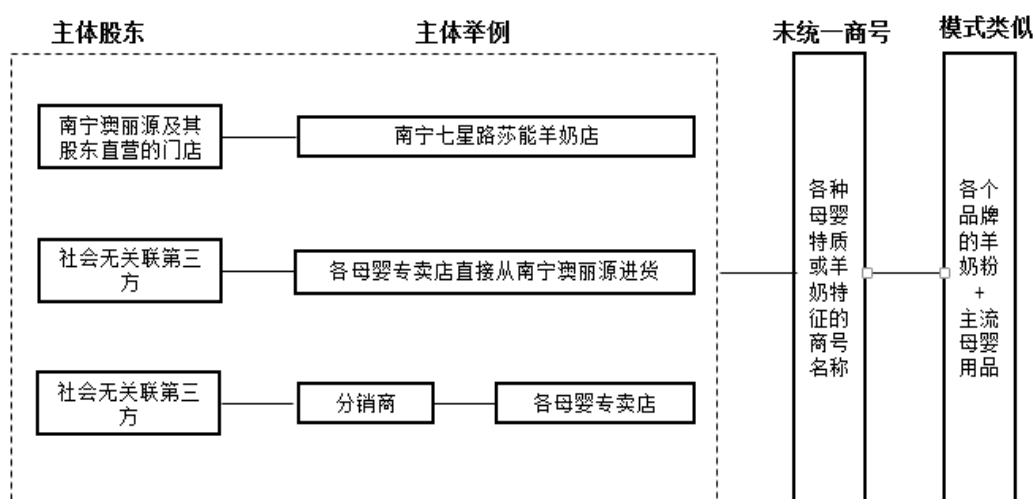 主体股东
主体举例
未统一商号
模式类似
南宁澳丽源及其
股东直营的门店
南宁七星路莎能羊奶店
社会无关联第三
方
各母婴专卖店直接从南宁澳丽源进货
社会无关联第三
方
分销商
各母婴专卖店
各种
母婴
特质
或羊
奶特
征的
商号
名称
各个
品牌
的羊
奶粉
+
主流
母婴
用品